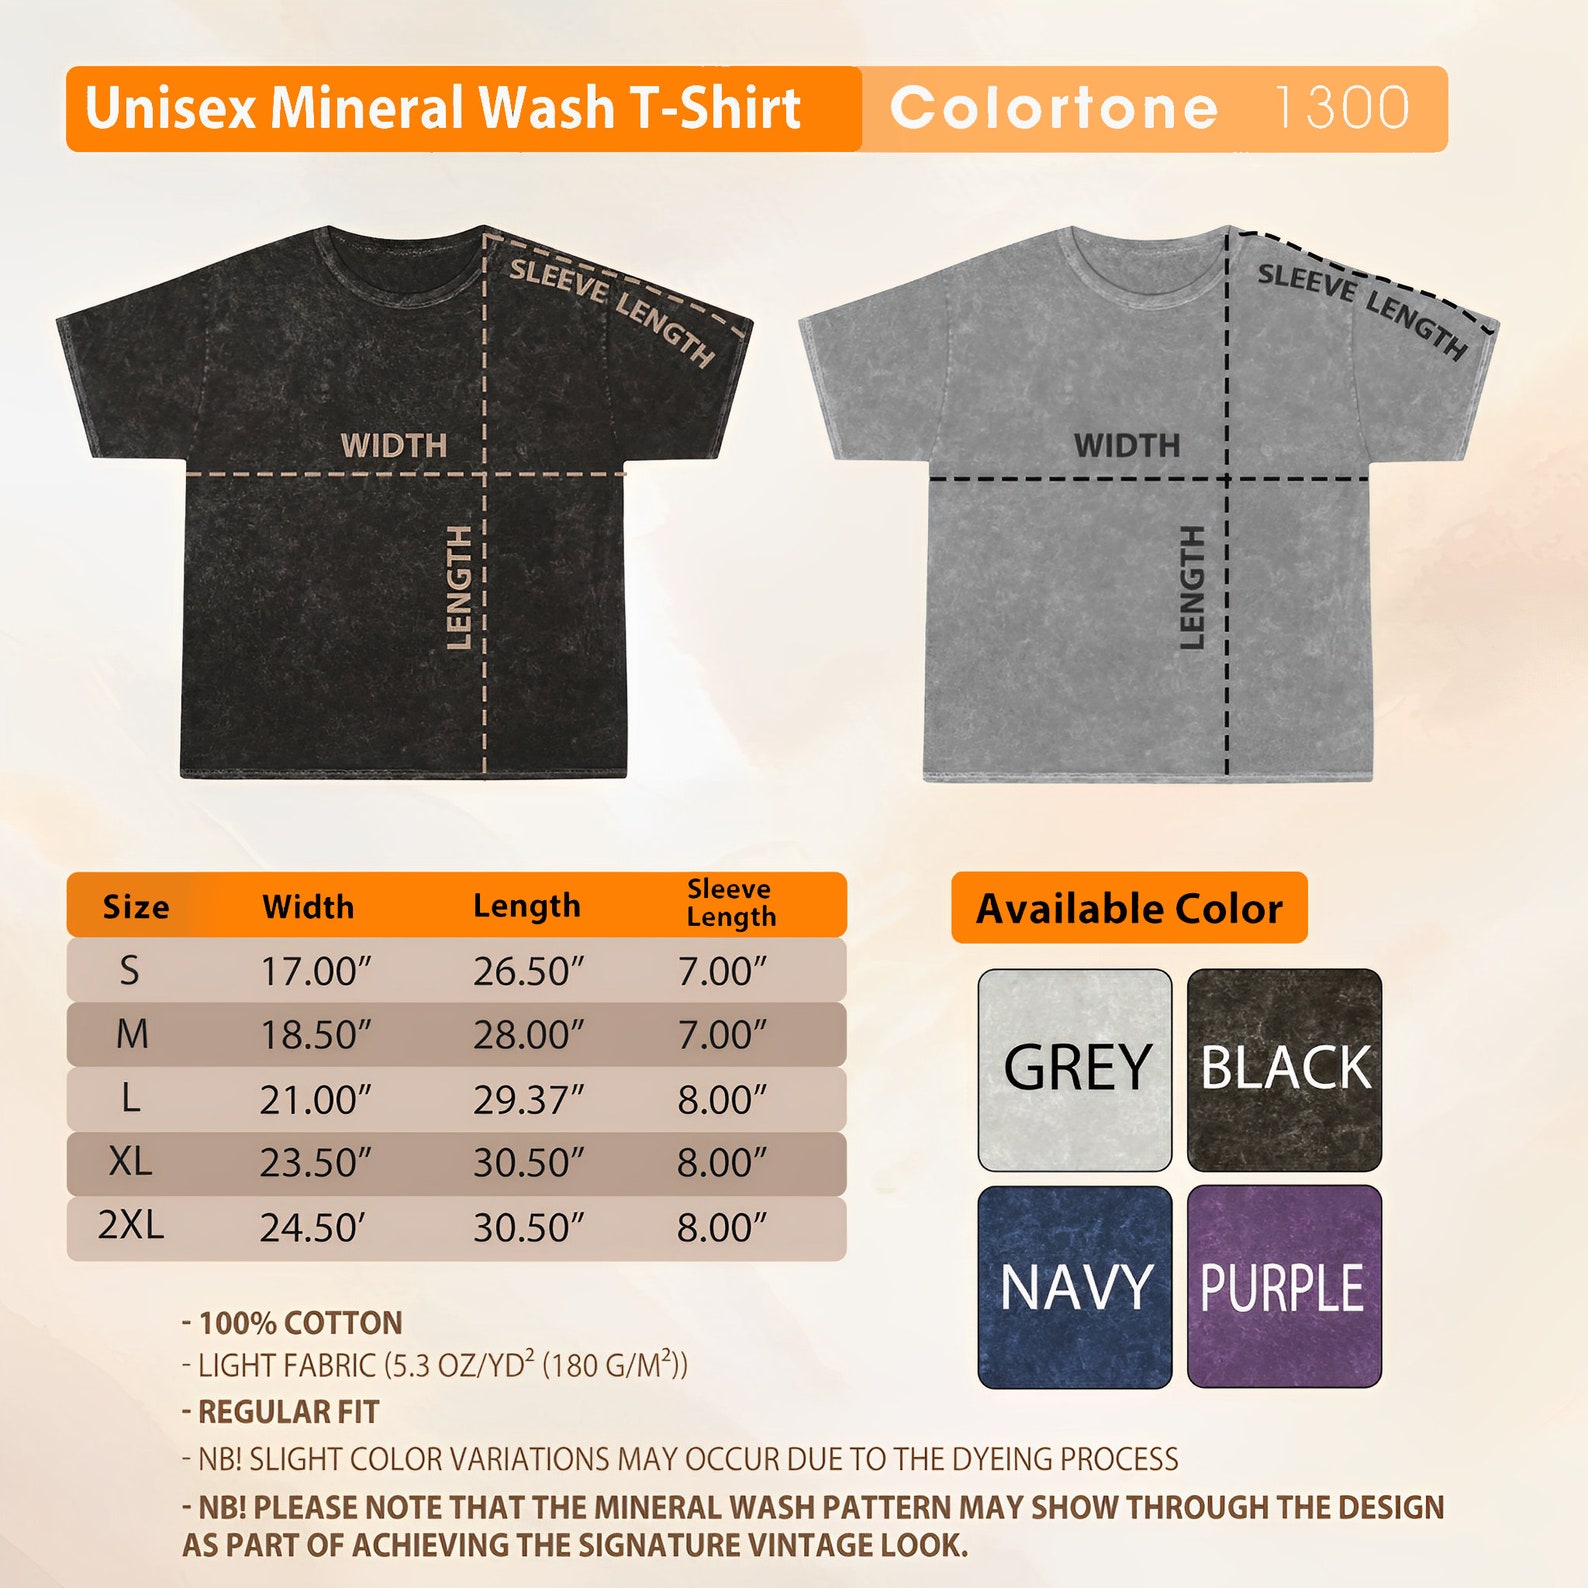 Unisex Mineral Wash T-Shirt Colortone 1300
SLEEVE LENGTH
WIDTH
LENGTH
SLEEVE LENGTH
WIDTH
LENGTH
Size Width Length Sleeve Length
S 17.00” 26.50” 7.00”
M 18.50” 28.00” 7.00”
L 21.00” 29.37” 8.00”
XL 23.50” 30.50” 8.00”
2XL 24.50’ 30.50” 8.00”
Available Color
GREY BLACK
NAVY PURPLE
- 100% COTTON
- LIGHT FABRIC (5.3 OZ/YD² (180 G/M²))
- REGULAR FIT
- NB! SLIGHT COLOR VARIATIONS MAY OCCUR DUE TO THE DYEING PROCESS
- NB! PLEASE NOTE THAT THE MINERAL WASH PATTERN MAY SHOW THROUGH THE DESIGN
AS PART OF ACHIEVING THE SIGNATURE VINTAGE LOOK.